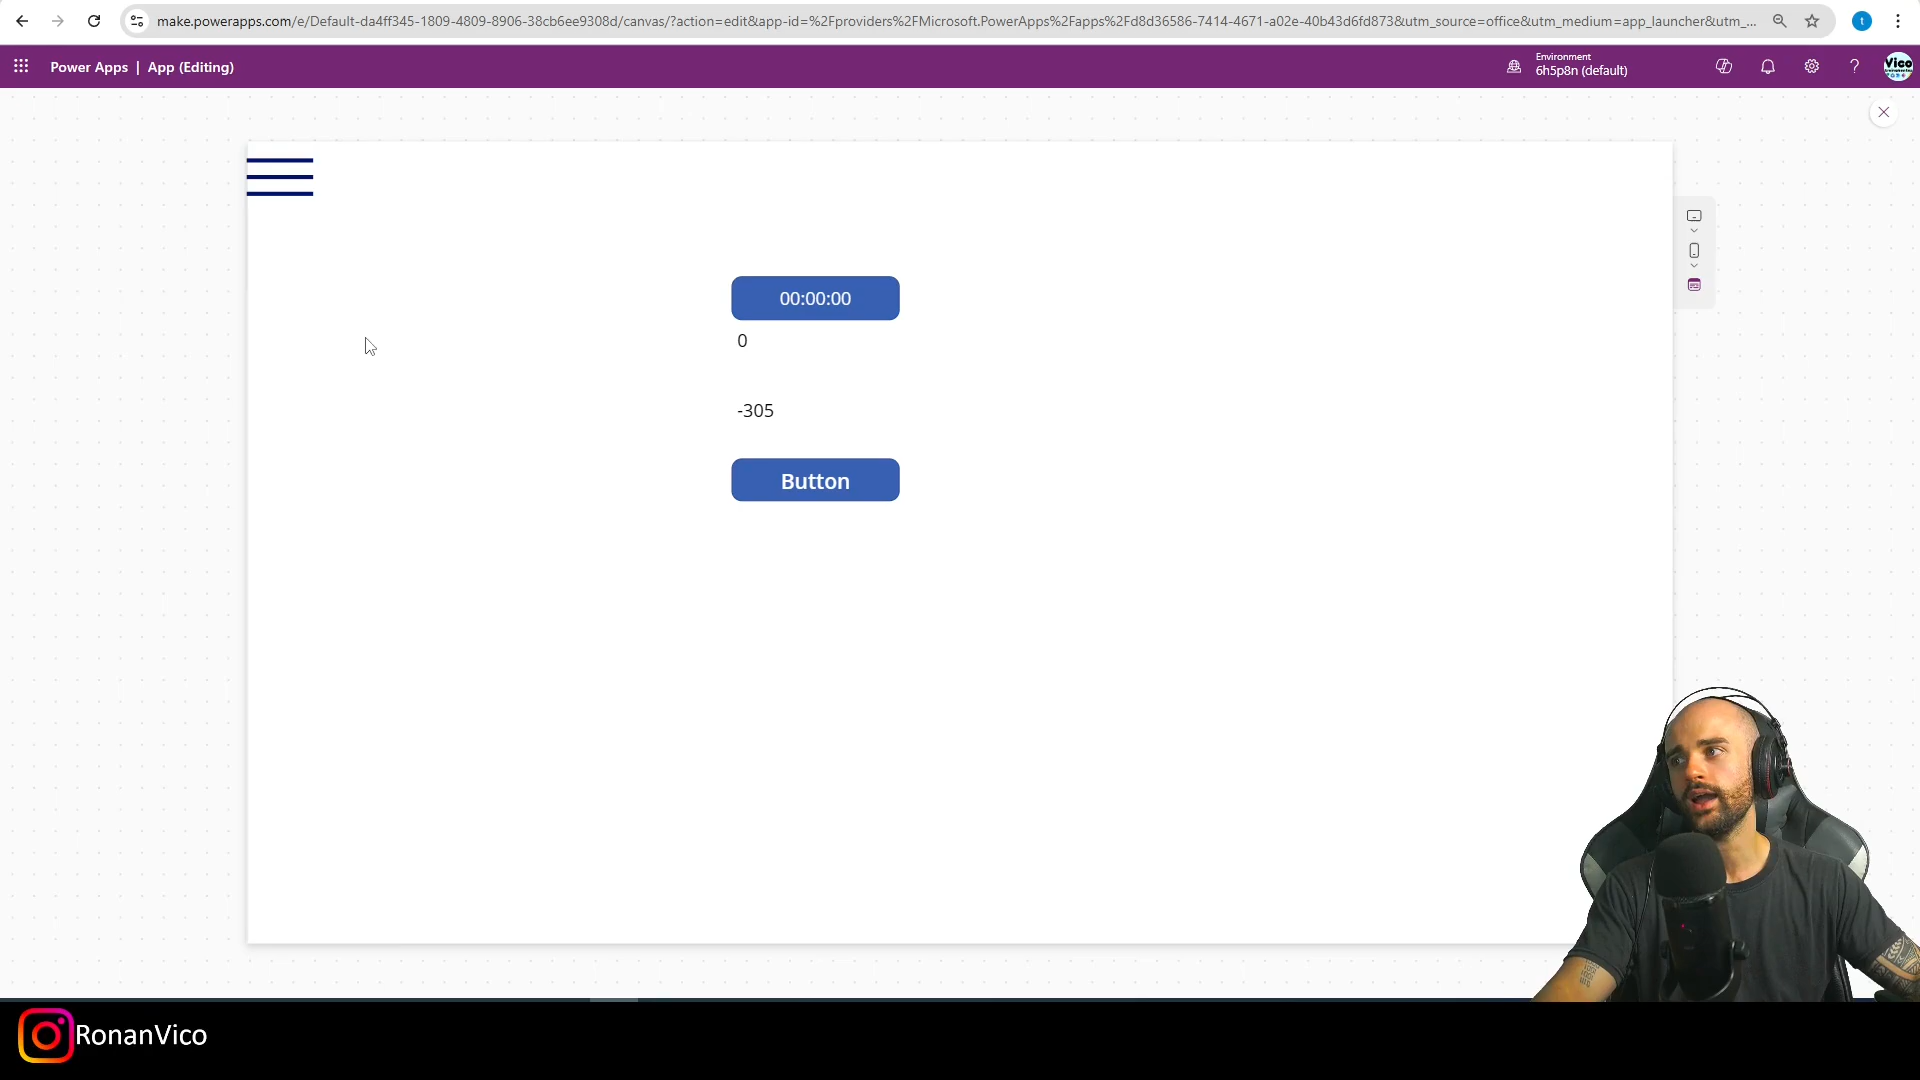 make.powerapps.com/e/Default-da4ff345-1809-4809-8906-38cb6ee9308d/canvas/?action=edit&app-id=%2Fproviders%2FMicrosoft.PowerApps%2Fapps%2Fd8d36586-7414-4671-a02e-40b43d6fd873&utm_source=office&utm_medium=app_launcher&utm_...
t
Power Apps | App (Editing)
Environment
6h5p8n (default)
Vico
00:00:00
0
-305
Button
RonanVico